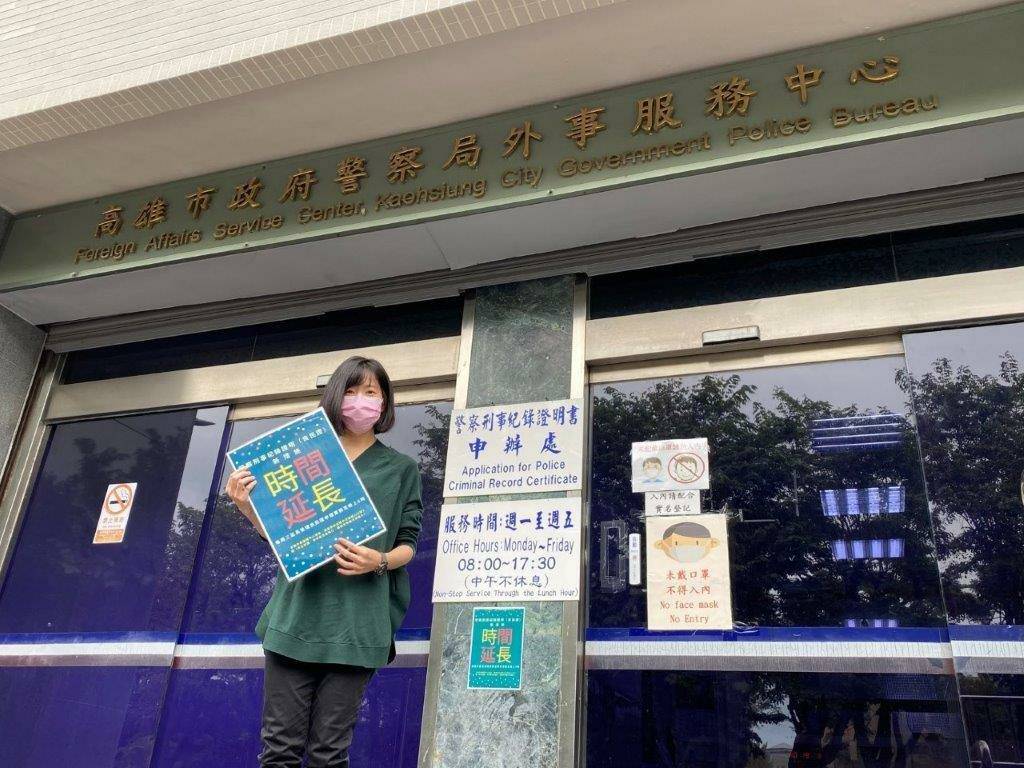 高雄市政府警察局外事服務中心
Foreign Affairs Service Center, Kaohsiung City Government Police Bureau
警察刑事紀錄證明書
申辦處
Application for Police
Criminal Record Certificate
服務時間:週一至週五
Office Hours:Monday~Friday
08:00~17:30
(中午不休息)
(Non-Stop Service Through the Lunch Hour)
時間
延長
時間
延長
入內請配合
實名登記
未戴口罩
不得入內
No face mask
No Entry